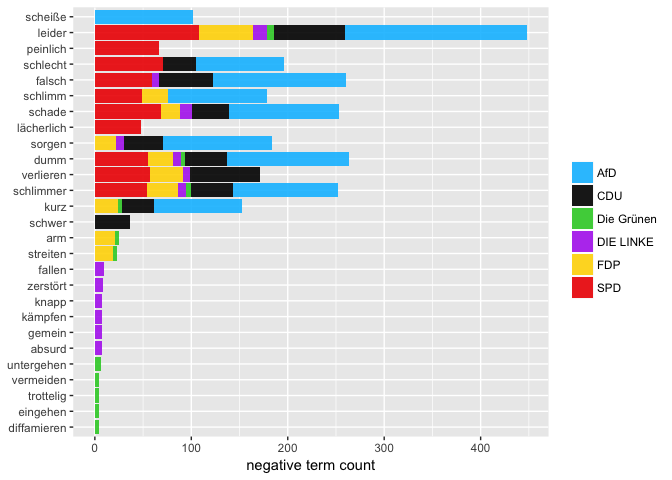 scheiße
leider
peinlich
schlecht
falsch
schlimm
schade
lächerlich
sorgen
dumm
verlieren
schlimmer
kurz
schwer
arm
streiten
fallen
zerstört
knapp
kämpfen
gemein
absurd
untergehen
vermeiden
trottelig
eingehen
diffamieren
0 100 200 300 400
negative term count
AfD
CDU
Die Grünen
DIE LINKE
FDP
SPD